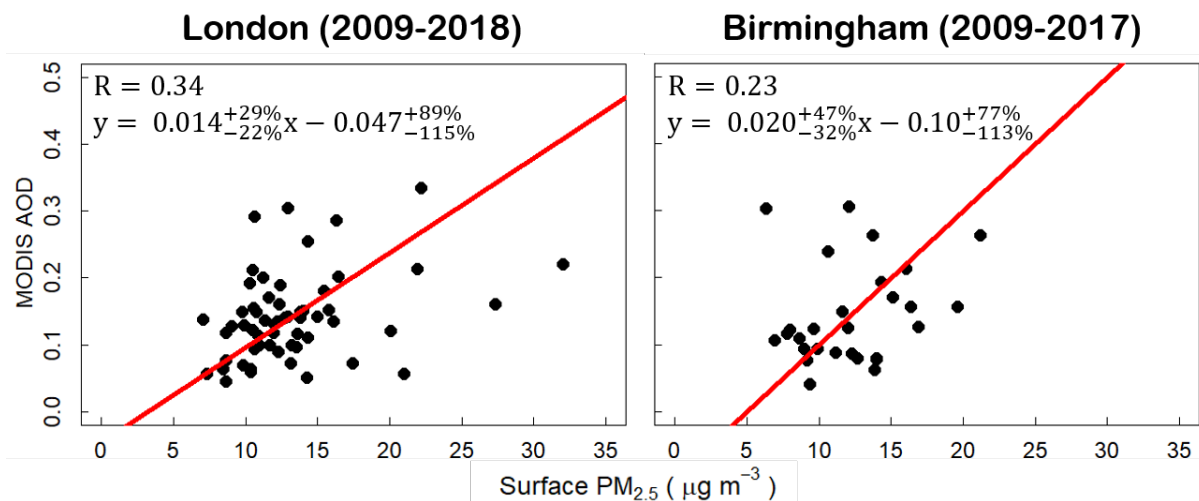 London (2009-2018)
R = 0.34
y = 0.014+29%−22%x − 0.047+89%−115%
MODIS AOD
0.5
0.4
0.3
0.2
0.1
0.0
0 5 10 15 20 25 30 35
Birmingham (2009-2017)
R = 0.23
y = 0.020+47%−32%x − 0.10+77%−113%
0 5 10 15 20 25 30 35
Surface PM2.5 ( μg m−3 )